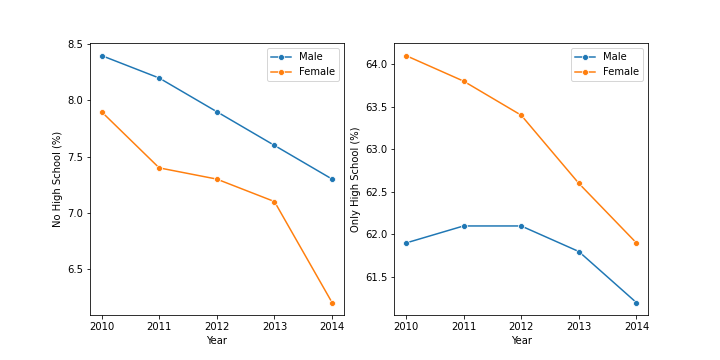 8.5
8.0
7.5
7.0
6.5
No High School (%)
2010 2011 2012 2013 2014
Year
Male
Female
64.0
63.5
63.0
62.5
62.0
61.5
Only High School (%)
2010 2011 2012 2013 2014
Year
Male
Female